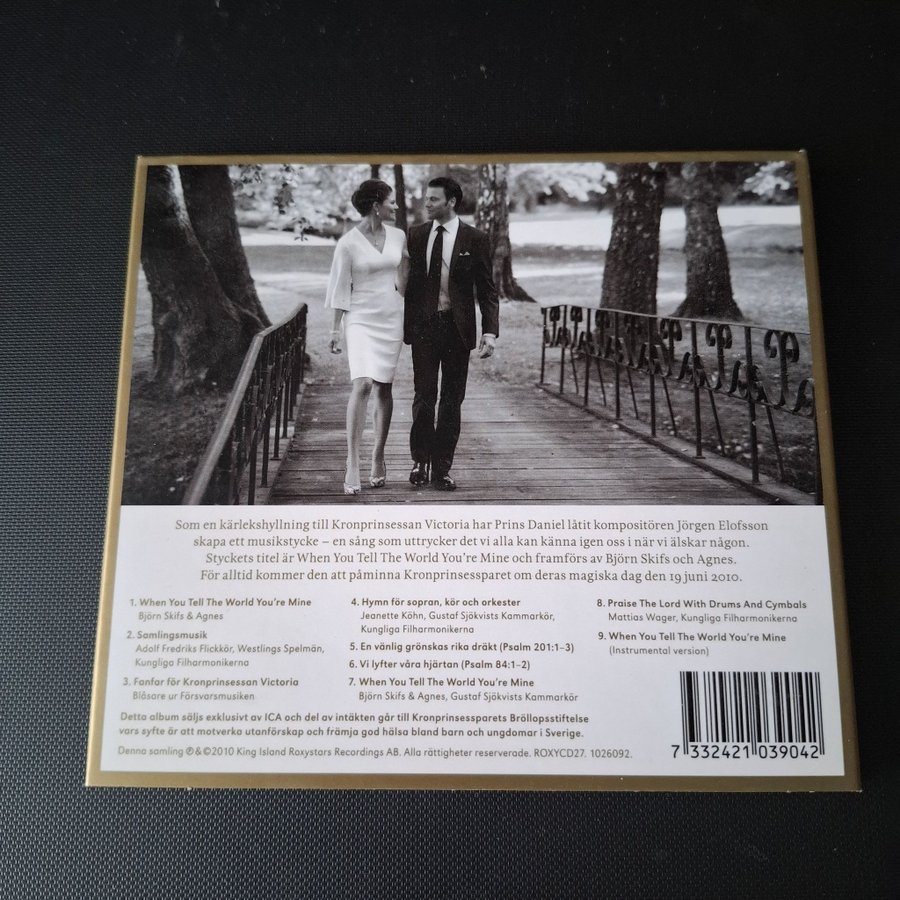 Som en kärlekshyllning till Kronprinsessan Victoria har Prins Daniel låtit kompositören Jörgen Elofsson
skapa ett musikstycke – en sång som uttrycker det vi alla kan känna igen oss i när vi älskar någon.
Styckets titel är When You Tell The World You're Mine och framförs av Björn Skifs och Agnes.
För alltid kommer den att påminna Kronprinsessparet om deras magiska dag den 19 juni 2010.
1. When You Tell The World You're Mine
Björn Skifs & Agnes
2. Samlingsmusik
Adolf Fredriks Flickkör, Westlings Spelmän,
Kungliga Filharmonikerna
3. Fanfar för Kronprinsessan Victoria
Blåsare ur Försvarsmusiken
4. Hymn för sopran, kör och orkester
Jeanette Köhn, Gustaf Sjökvists Kammarkör,
Kungliga Filharmonikerna
5. En vänlig grönskas rika dräkt (Psalm 201:1–3)
6. Vi lyfter våra hjärtan (Psalm 84:1–2)
7. When You Tell The World You're Mine
Björn Skifs & Agnes, Gustaf Sjökvists Kammarkör
8. Praise The Lord With Drums And Cymbals
Mattias Wager, Kungliga Filharmonikerna
9. When You Tell The World You're Mine
(Instrumental version)
Detta album säljs exklusivt av ICA och del av intäkten går till Kronprinsessparets Bröllopsstiftelse
vars syfte är att motverka utanförskap och främja god hälsa bland barn och ungdomar i Sverige.
Denna samling ℗&©2010 King Island Roxystars Recordings AB. Alla rättigheter reserverade. ROXYCD27. 1026092.
7 332421 039042